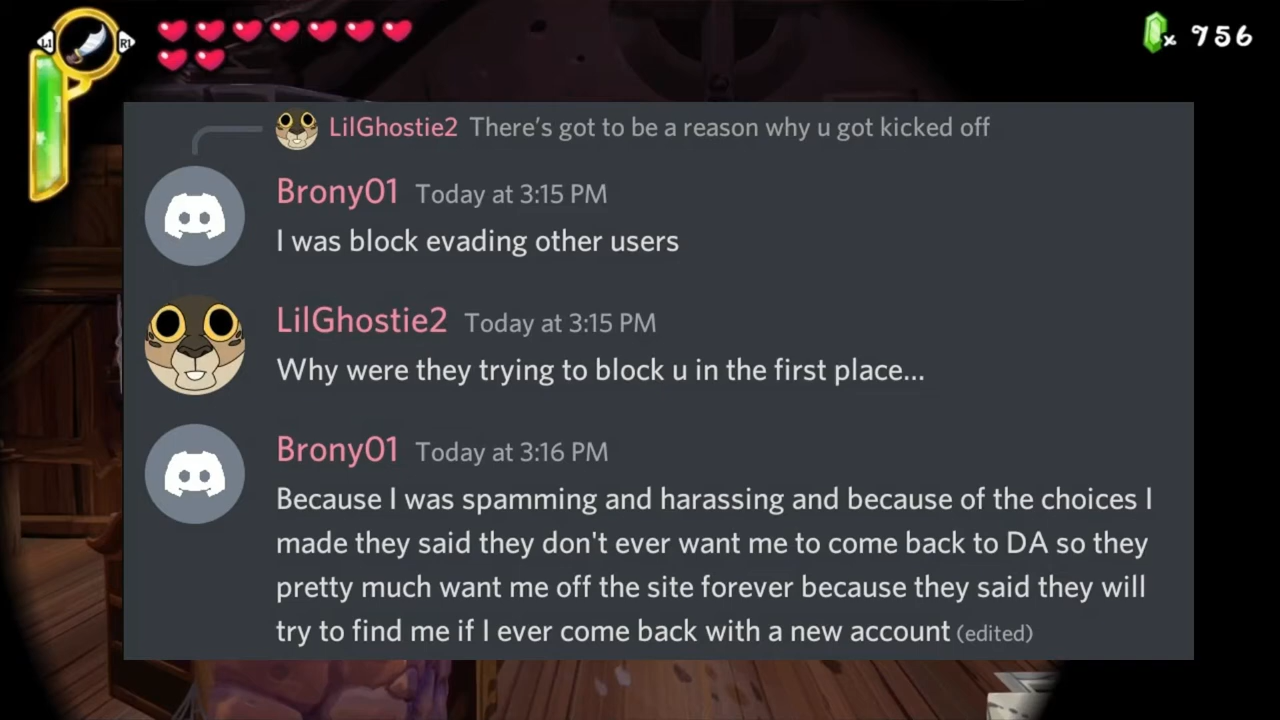 L1 R1
x 956
LilGhostie2 There’s got to be a reason why u got kicked off
Brony01 Today at 3:15 PM
I was block evading other users
LilGhostie2 Today at 3:15 PM
Why were they trying to block u in the first place...
Brony01 Today at 3:16 PM
Because I was spamming and harassing and because of the choices I
made they said they don't ever want me to come back to DA so they
pretty much want me off the site forever because they said they will
try to find me if I ever come back with a new account (edited)